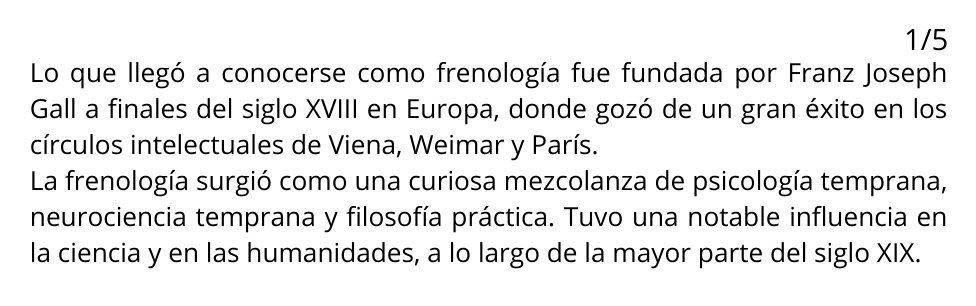 1/5
Lo que llegó a conocerse como frenología fue fundada por Franz Joseph
Gall a finales del siglo XVIII en Europa, donde gozó de un gran éxito en los
círculos intelectuales de Viena, Weimar y París.
La frenología surgió como una curiosa mezcolanza de psicología temprana,
neurociencia temprana y filosofía práctica. Tuvo una notable influencia en
la ciencia y en las humanidades, a lo largo de la mayor parte del siglo XIX.